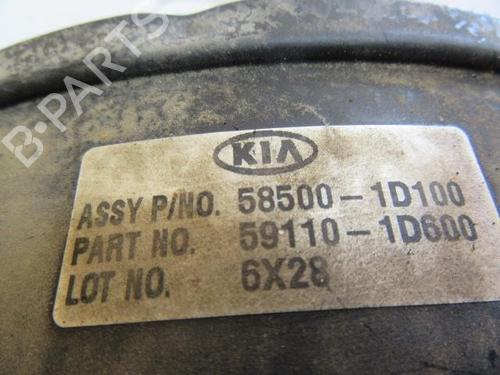 B-PARTS
KIA
ASSY P/NO. 58500-1D100
PART NO. 59110-1D600
LOT NO. 6X28